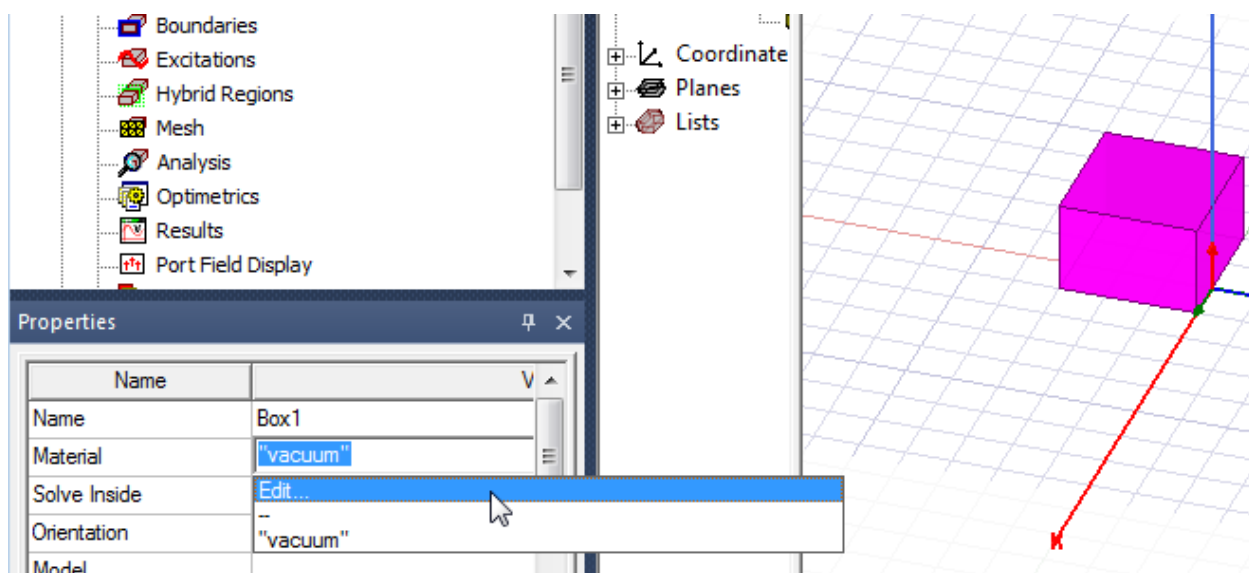 Boundaries
Excitations
Hybrid Regions
Mesh
Analysis
Optimetrics
Results
Port Field Display
Coordinate
Planes
Lists
Properties
Name V
Name Box1
Material "vacuum"
Solve Inside Edit...
--
Orientation "vacuum"
Model